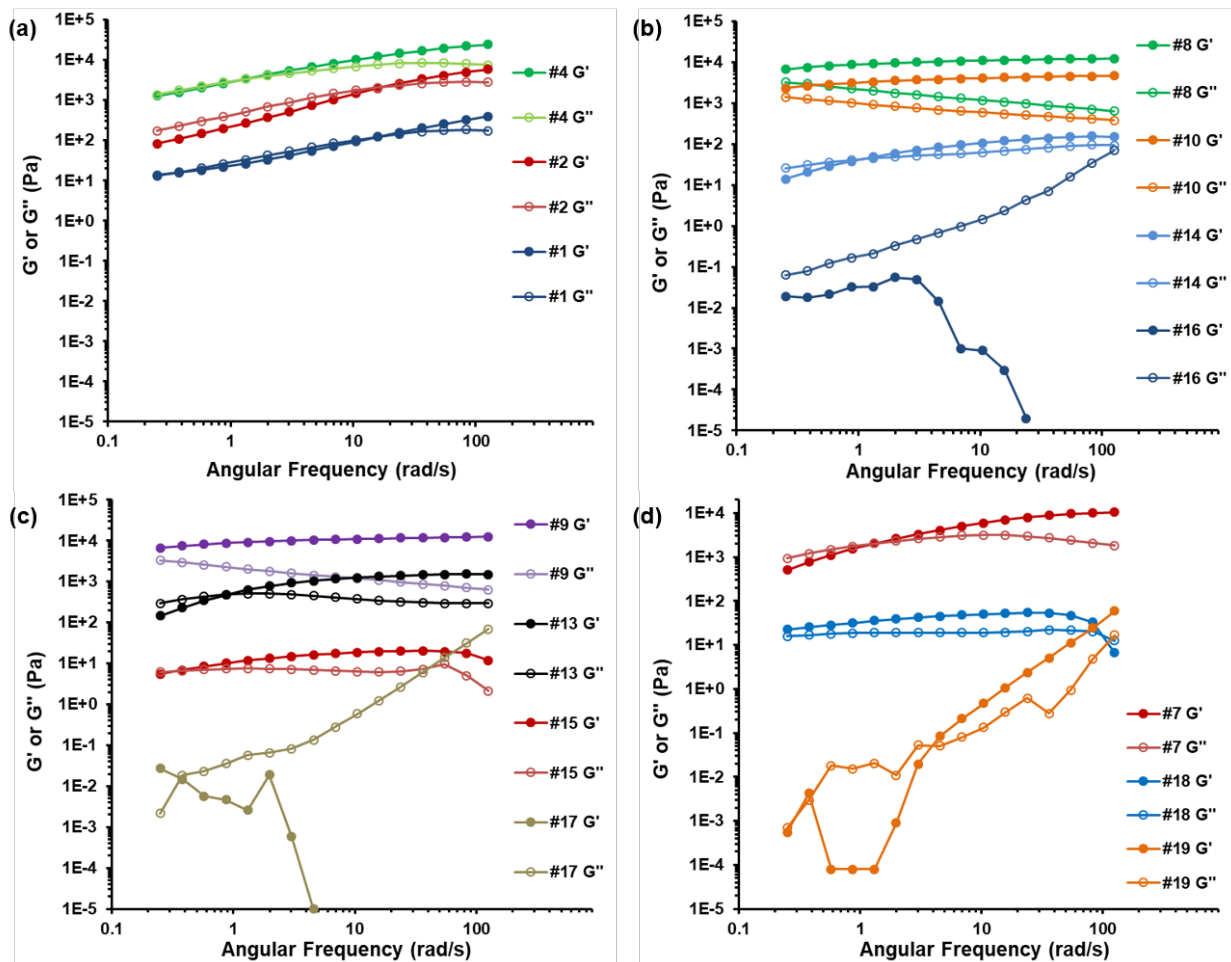 (a)
1E+5
1E+4
1E+3
1E+2
1E+1
1E+0
1E-1
1E-2
1E-3
1E-4
1E-5
G' or G'' (Pa)
0.1
1
10
100
Angular Frequency (rad/s)
#4 G'
#4 G''
#2 G'
#2 G''
#1 G'
#1 G''
(b)
1E+5
1E+4
1E+3
1E+2
1E+1
1E+0
1E-1
1E-2
1E-3
1E-4
1E-5
G' or G'' (Pa)
0.1
1
10
100
Angular Frequency (rad/s)
#8 G'
#8 G''
#10 G'
#10 G''
#14 G'
#14 G''
#16 G'
#16 G''
(c)
1E+5
1E+4
1E+3
1E+2
1E+1
1E+0
1E-1
1E-2
1E-3
1E-4
1E-5
G' or G'' (Pa)
0.1
1
10
100
Angular Frequency (rad/s)
#9 G'
#9 G''
#13 G'
#13 G''
#15 G'
#15 G''
#17 G'
#17 G''
(d)
1E+4
1E+3
1E+2
1E+1
1E+0
1E-1
1E-2
1E-3
1E-4
1E-5
G' or G'' (Pa)
0.1
1
10
100
Angular Frequency (rad/s)
#7 G'
#7 G''
#18 G'
#18 G''
#19 G'
#19 G''